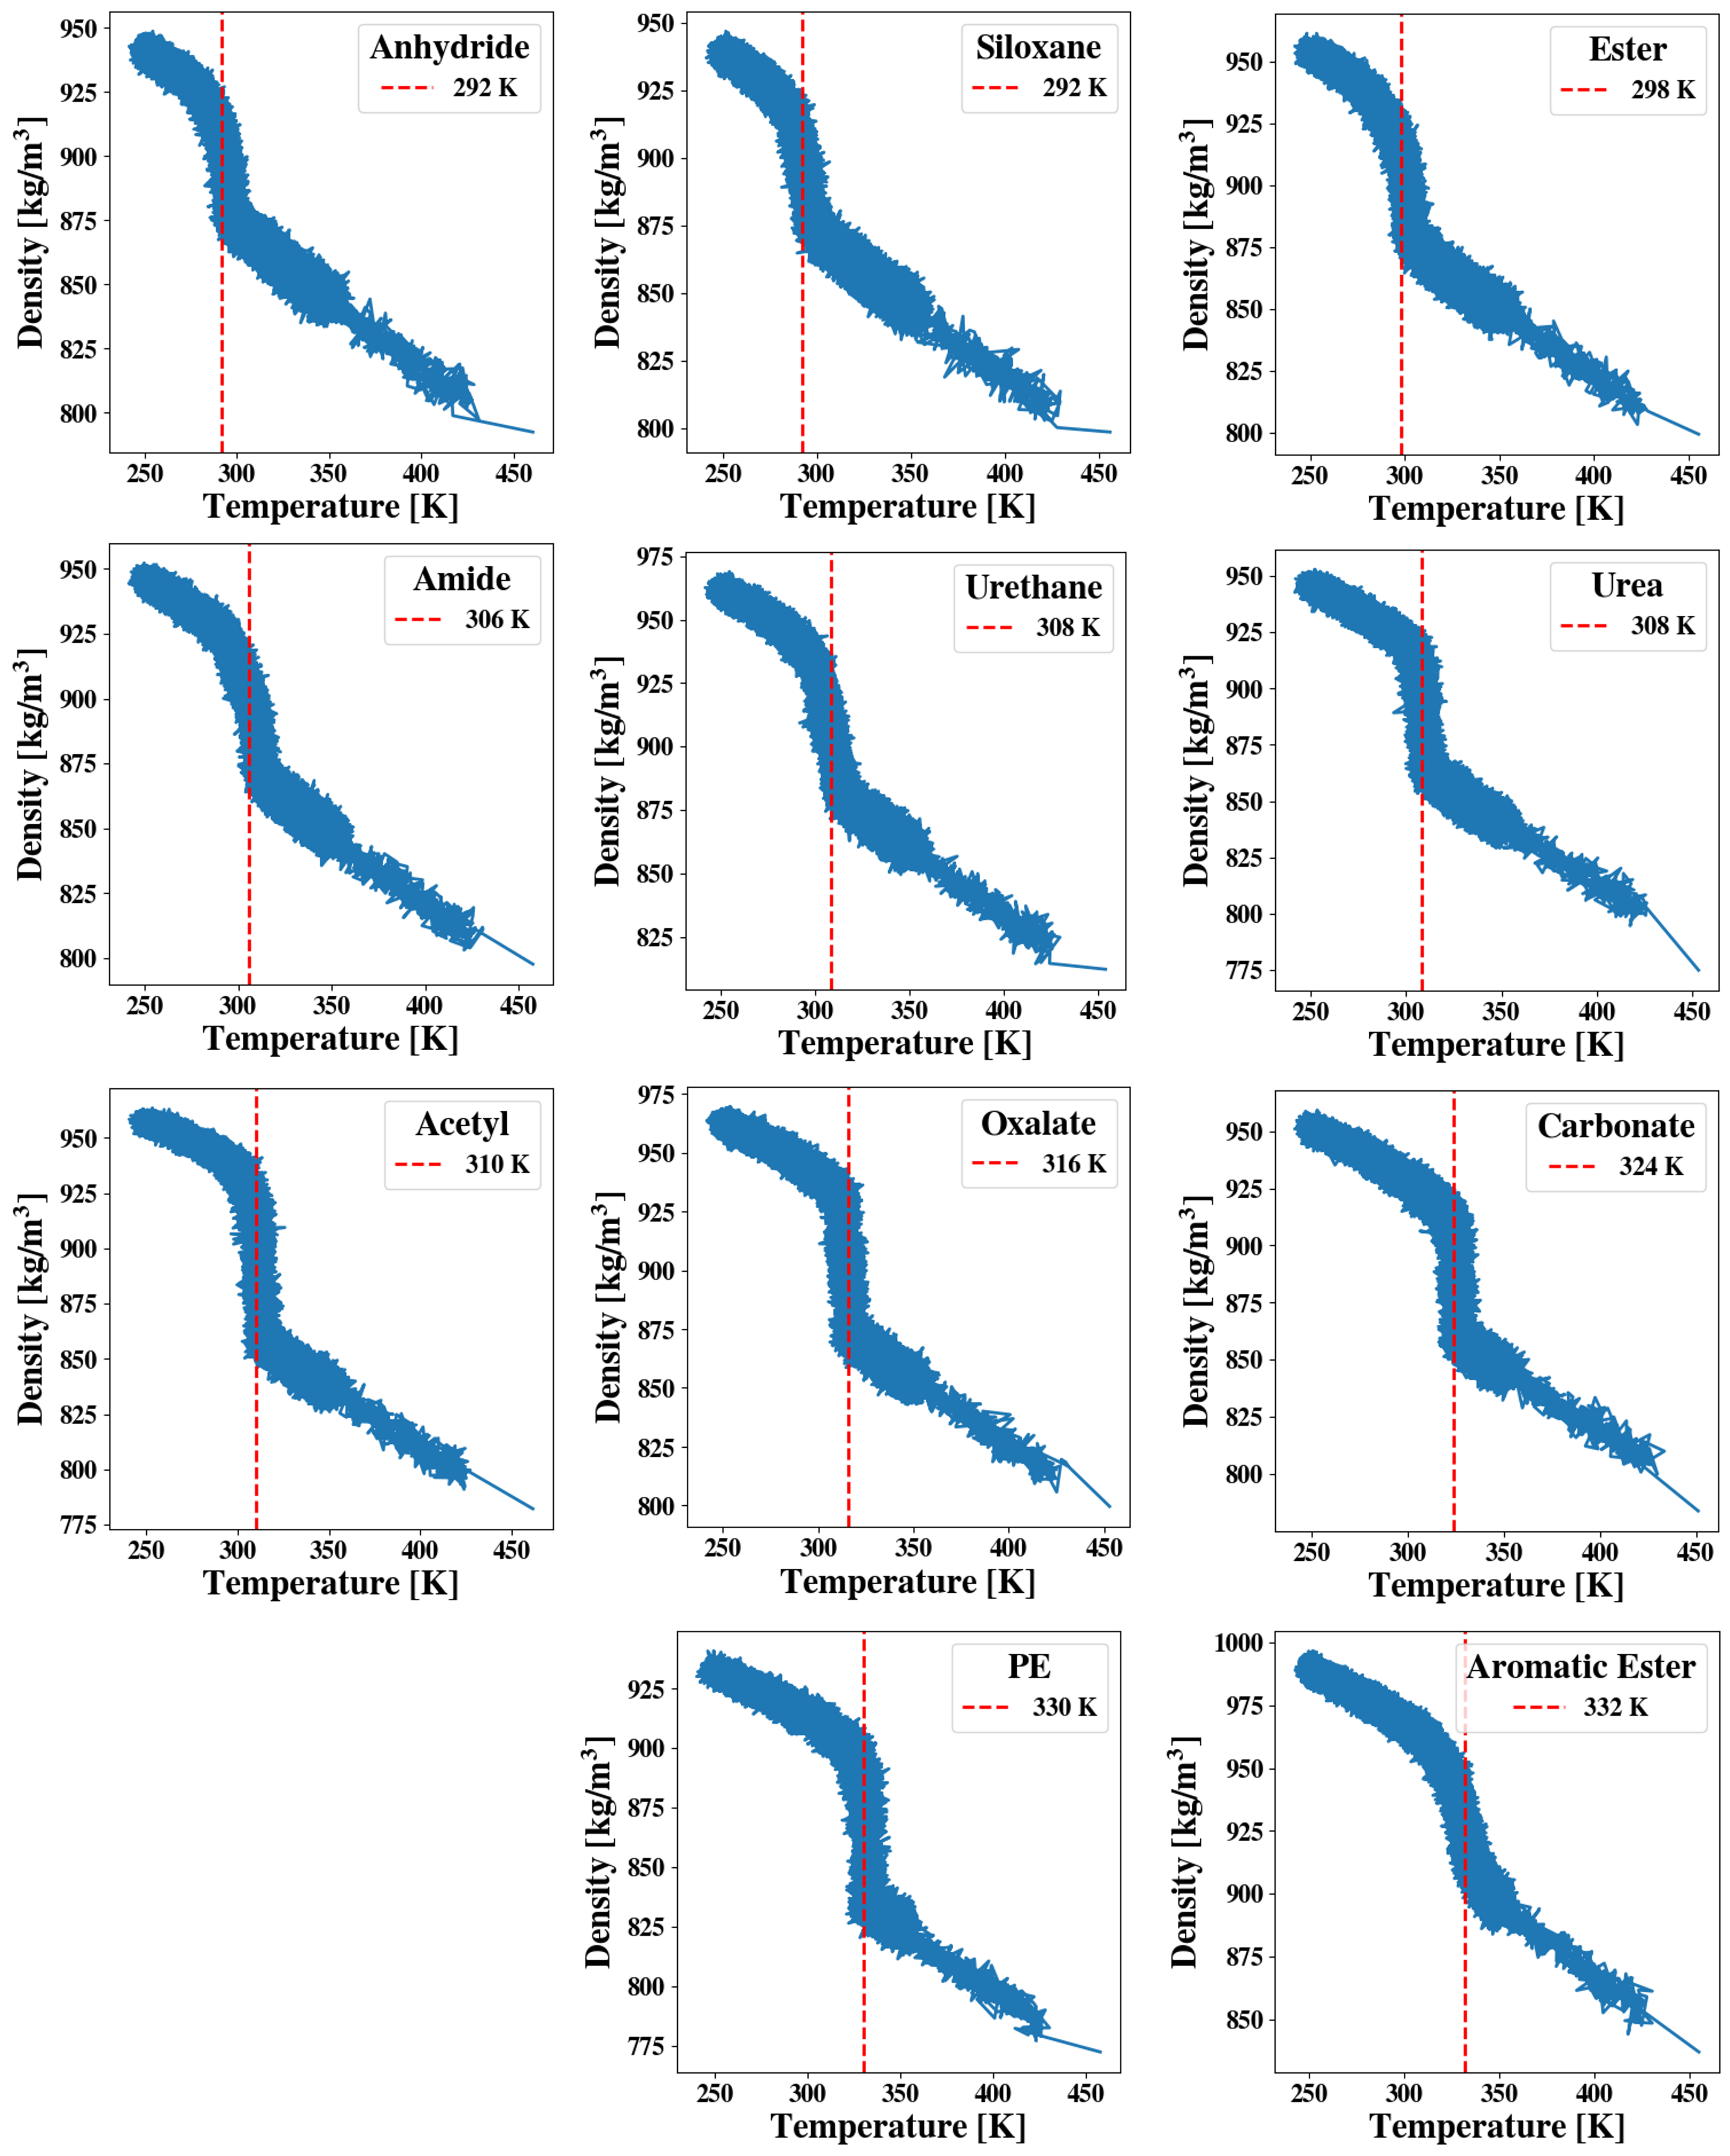 Anhydride
292 K
950
925
900
875
850
825
800
Density [kg/m³]
250 300 350 400 450
Temperature [K]
Siloxane
292 K
950
925
900
875
850
825
800
Density [kg/m³]
250 300 350 400 450
Temperature [K]
Ester
298 K
950
925
900
875
850
825
800
Density [kg/m³]
250 300 350 400 450
Temperature [K]
Amide
306 K
950
925
900
875
850
825
800
Density [kg/m³]
250 300 350 400 450
Temperature [K]
Urethane
308 K
975
950
925
900
875
850
825
Density [kg/m³]
250 300 350 400 450
Temperature [K]
Urea
308 K
950
925
900
875
850
825
800
775
Density [kg/m³]
250 300 350 400 450
Temperature [K]
Acetyl
310 K
950
925
900
875
850
825
800
775
Density [kg/m³]
250 300 350 400 450
Temperature [K]
Oxalate
316 K
975
950
925
900
875
850
825
800
Density [kg/m³]
250 300 350 400 450
Temperature [K]
Carbonate
324 K
950
925
900
875
850
825
800
Density [kg/m³]
250 300 350 400 450
Temperature [K]
PE
330 K
925
900
875
850
825
800
775
Density [kg/m³]
250 300 350 400 450
Temperature [K]
Aromatic Ester
332 K
1000
975
950
925
900
875
850
Density [kg/m³]
250 300 350 400 450
Temperature [K]